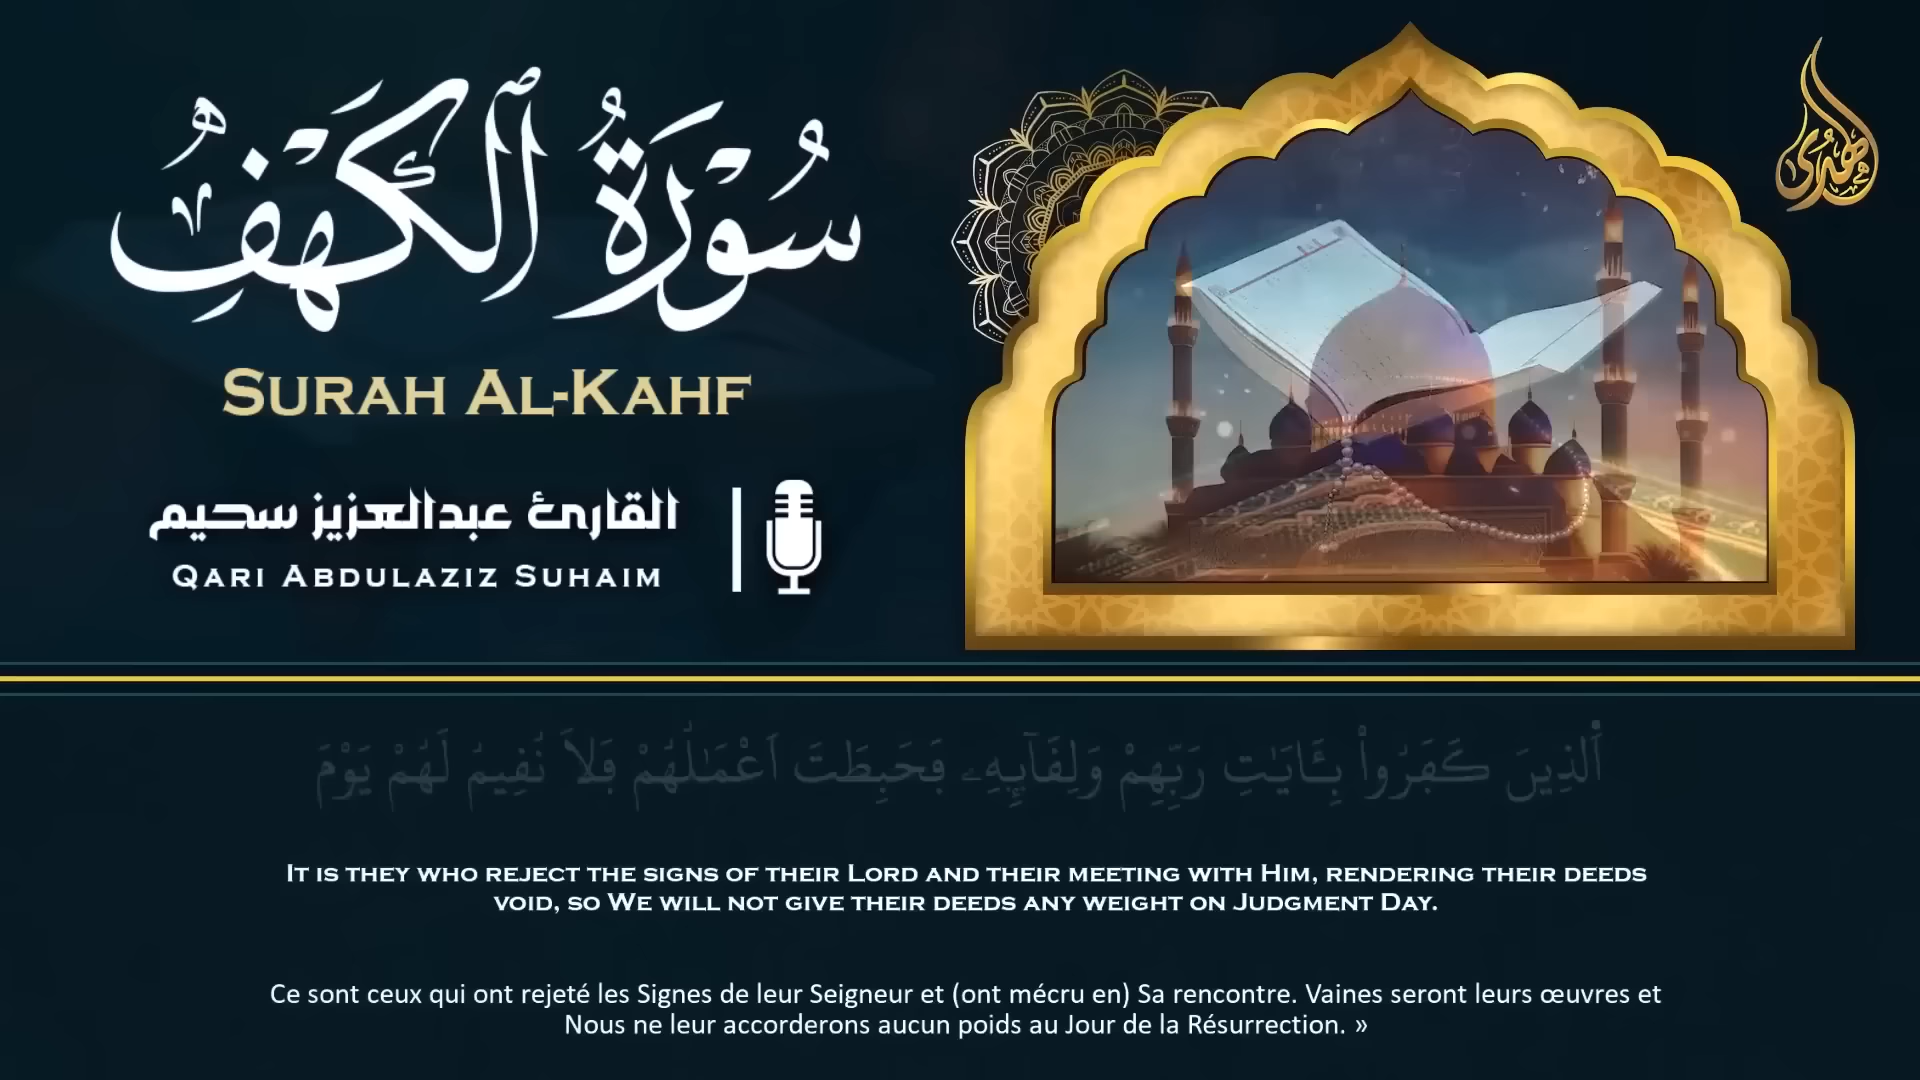 سُورَةُ ٱلْكَهْفِ
هدى
SURAH AL-KAHF
القارئ عبدالعزيز سحيم
QARI ABDULAZIZ SUHAIM
ٱلذِينَ كَفَرُواْ بِـَٔايَٰتِ رَبِّهِمْ وَلِقَآئِهِۦ فَحَبِطَتَ اَعْمَٰلُهُمْ فَلَا نُقِيمُ لَهُمْ يَوْمَ
IT IS THEY WHO REJECT THE SIGNS OF THEIR LORD AND THEIR MEETING WITH HIM, RENDERING THEIR DEEDS
VOID, SO WE WILL NOT GIVE THEIR DEEDS ANY WEIGHT ON JUDGMENT DAY.
Ce sont ceux qui ont rejeté les Signes de leur Seigneur et (ont mécru en) Sa rencontre. Vaines seront leurs œuvres et
Nous ne leur accorderons aucun poids au Jour de la Résurrection. »